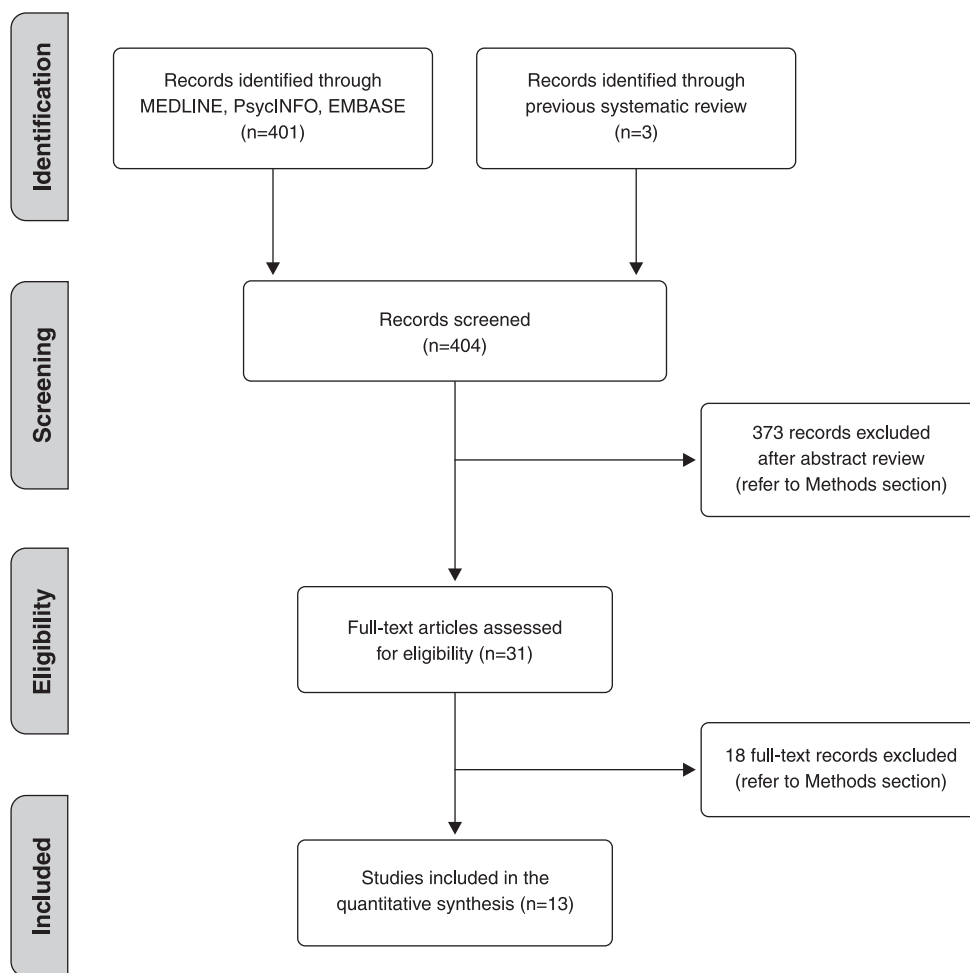 Identification
Records identified through
MEDLINE, PsycINFO, EMBASE
(n=401)
Records identified through
previous systematic review
(n=3)
Screening
Records screened
(n=404)
373 records excluded
after abstract review
(refer to Methods section)
Eligibility
Full-text articles assessed
for eligibility (n=31)
18 full-text records excluded
(refer to Methods section)
Included
Studies included in the
quantitative synthesis (n=13)